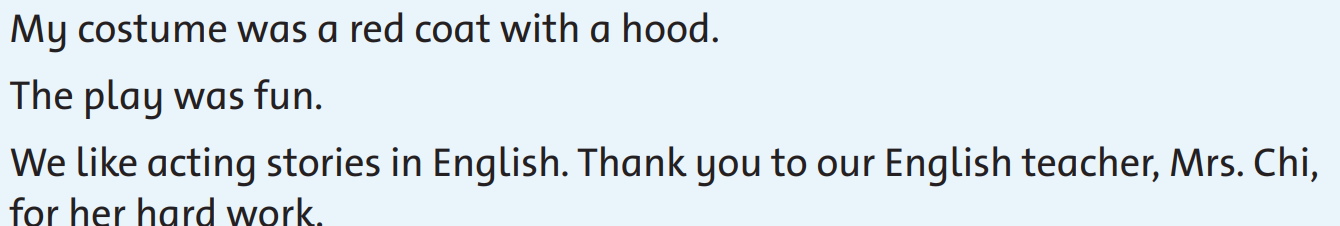 My costume was a red coat with a hood.
The play was fun.
We like acting stories in English. Thank you to our English teacher, Mrs. Chi,
for her hard work.